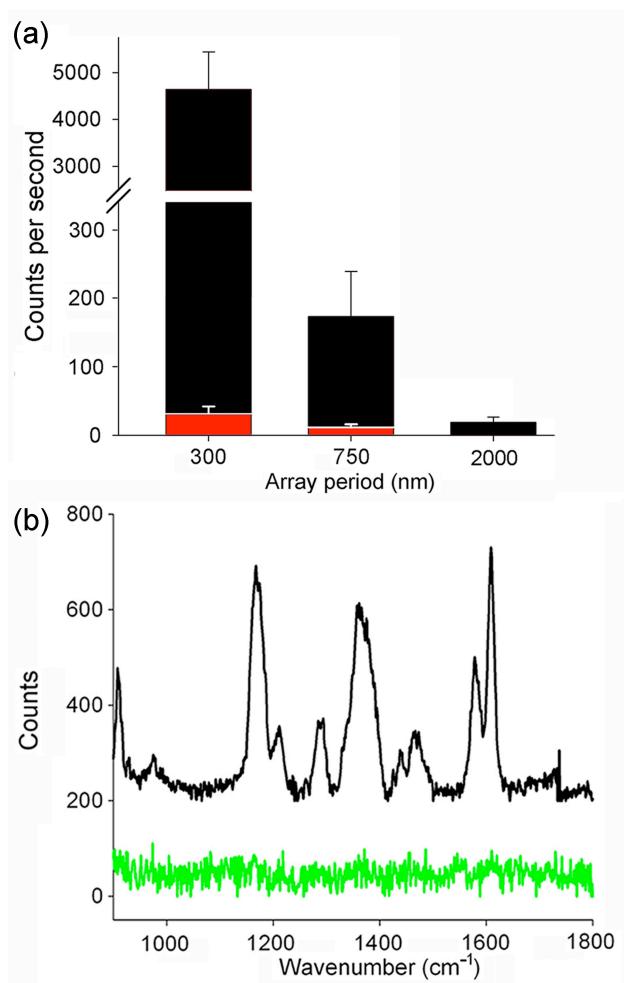 (a)
Counts per second
5000
4000
3000
300
200
100
0
300 750 2000
Array period (nm)
(b)
Counts
800
600
400
200
0
1000 1200 1400 1600 1800
Wavenumber (cm⁻¹)